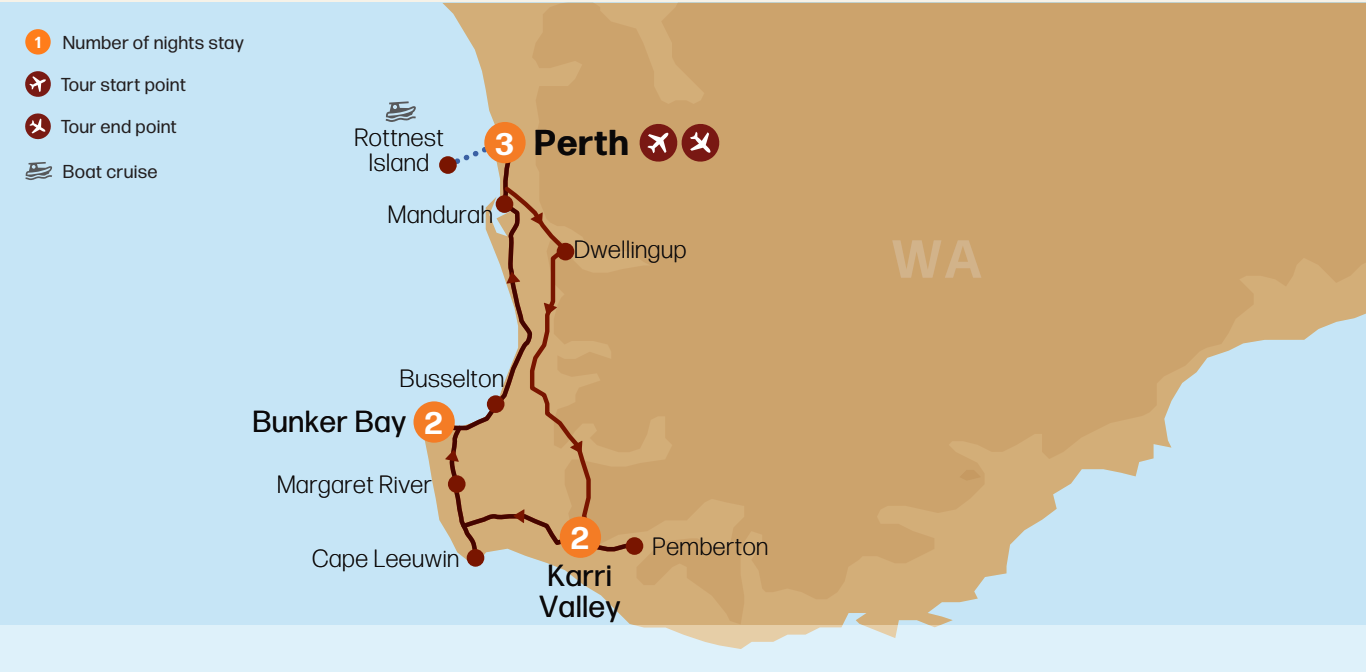 1 Number of nights stay
Tour start point
Tour end point
Boat cruise
Rottnest
Island
3 Perth
Mandurah
Dwellingup
WA
Busselton
Bunker Bay 2
Margaret River
Cape Leeuwin
2
Pemberton
Karri
Valley